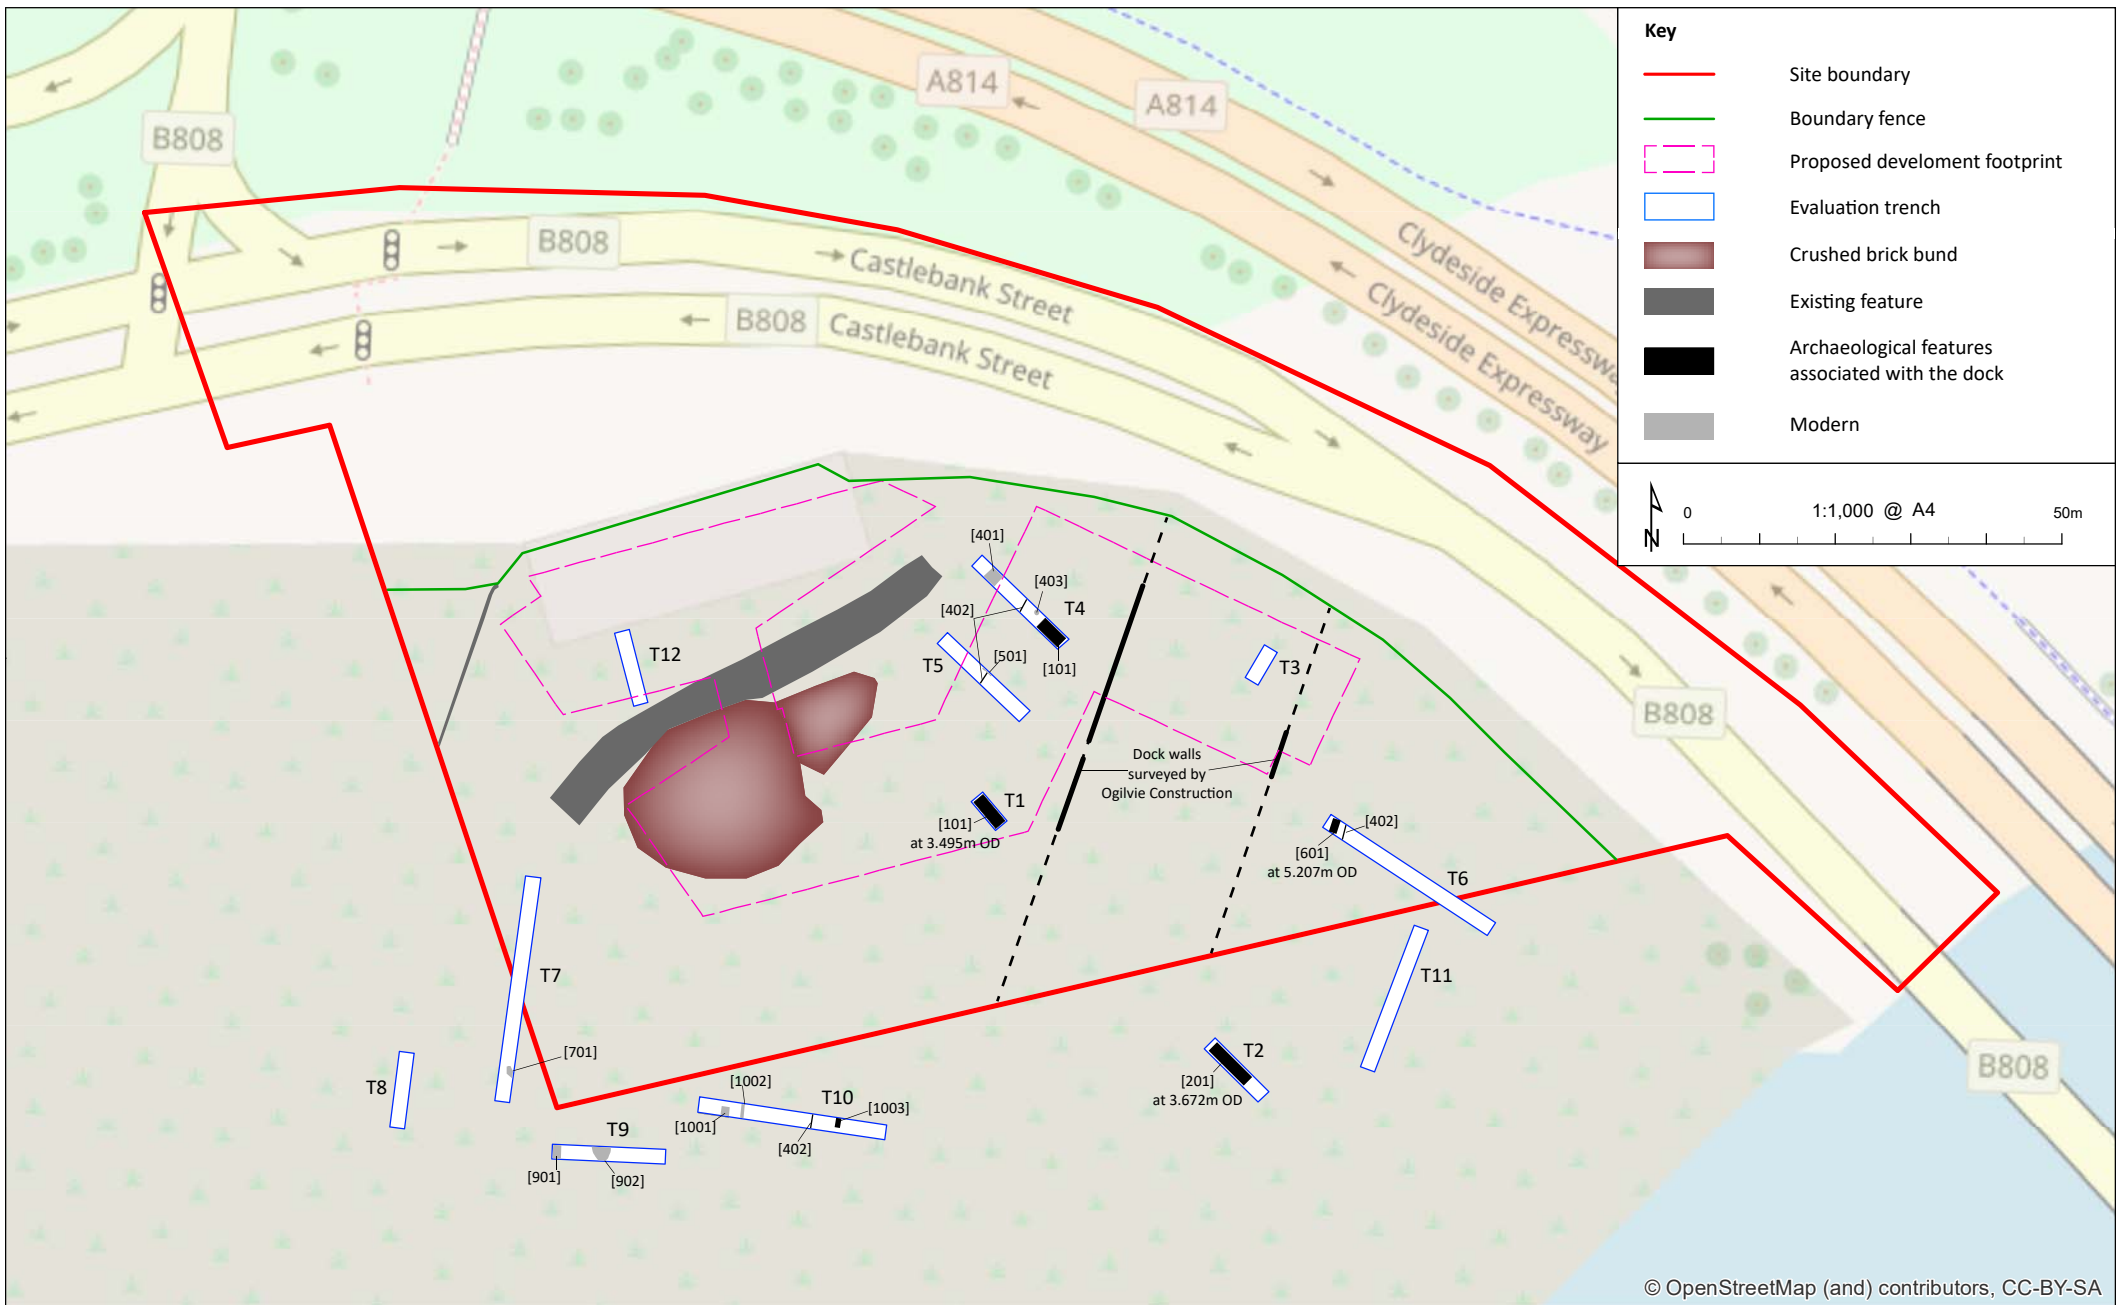 Key
Site boundary
Boundary fence
Proposed develoment footprint
Evaluation trench
Crushed brick bund
Existing feature
Archaeological features
associated with the dock
Modern
0
1:1,000 @ A4
50m
N
A814
A814
B808
B808
B808
Castlebank Street
Castlebank Street
Clydeside Expressway
Clydeside Expressway
[401]
[403]
T4
[402]
[101]
T5
[501]
T12
T3
Dock walls
surveyed by
Ogilvie Construction
T1
[101]
at 3.495m OD
[402]
[601]
at 5.207m OD
T6
B808
T7
T11
[701]
T8
T2
[201]
at 3.672m OD
B808
[1002]
T10
[1003]
[1001]
[402]
T9
[901]
[902]
© OpenStreetMap (and) contributors, CC-BY-SA